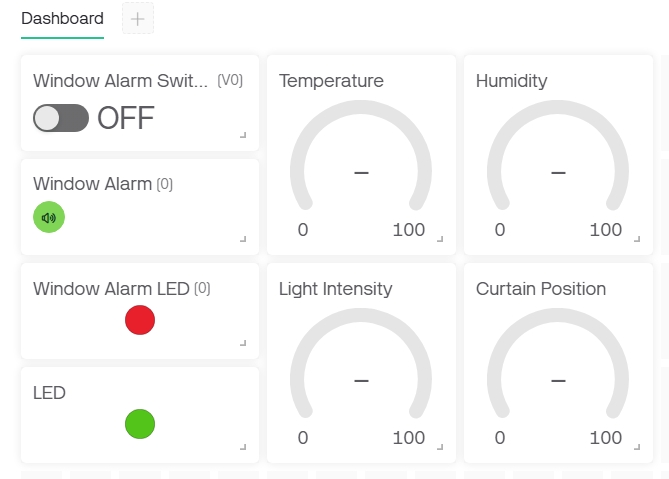 Dashboard
Window Alarm Swit... (V0)
OFF
Window Alarm (0)
Window Alarm LED (0)
LED
Temperature
–
0 100
Humidity
–
0 100
Light Intensity
–
0 100
Curtain Position
–
0 100